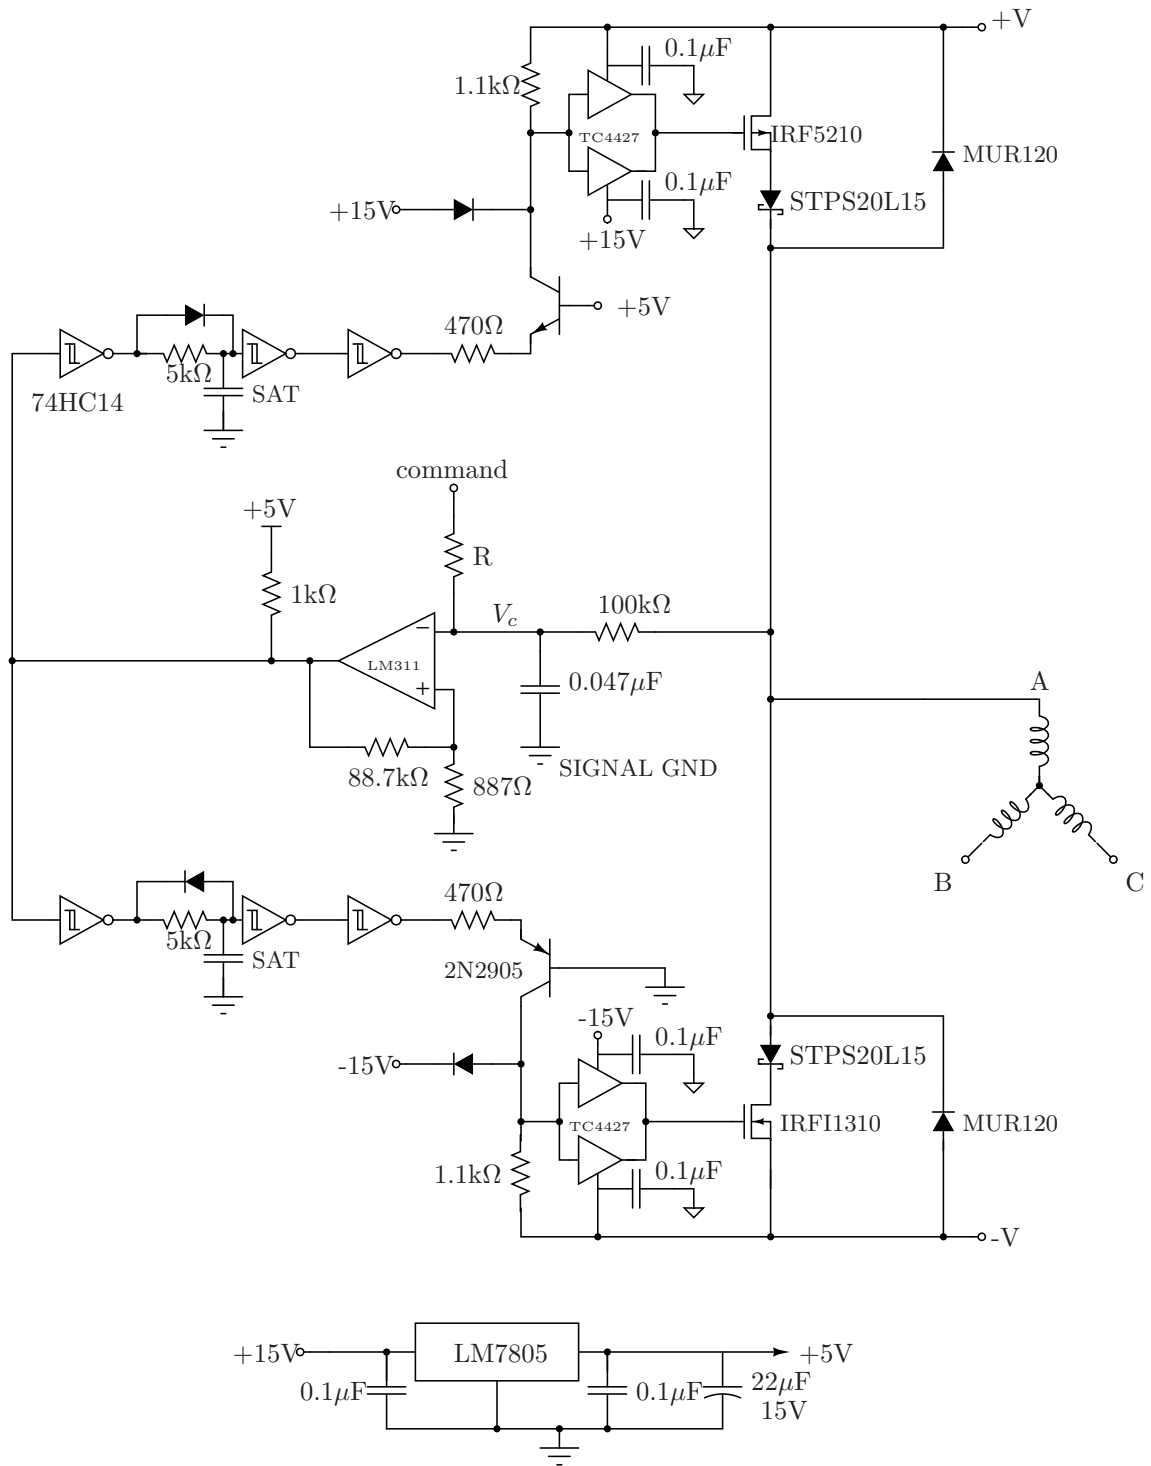 +V
0.1μF
1.1kΩ
TC4427
IRF5210
MUR120
0.1μF
STPS20L15
+15V
+15V
+5V
470Ω
5kΩ
SAT
74HC14
command
+5V
R
1kΩ
100kΩ
Vc
−
LM311
+
0.047μF
A
SIGNAL GND
88.7kΩ
887Ω
B
C
470Ω
5kΩ
SAT
2N2905
-15V
0.1μF
STPS20L15
-15V
TC4427
IRFI1310
MUR120
1.1kΩ
0.1μF
-V
+15V
LM7805
+5V
0.1μF
0.1μF
22μF
15V